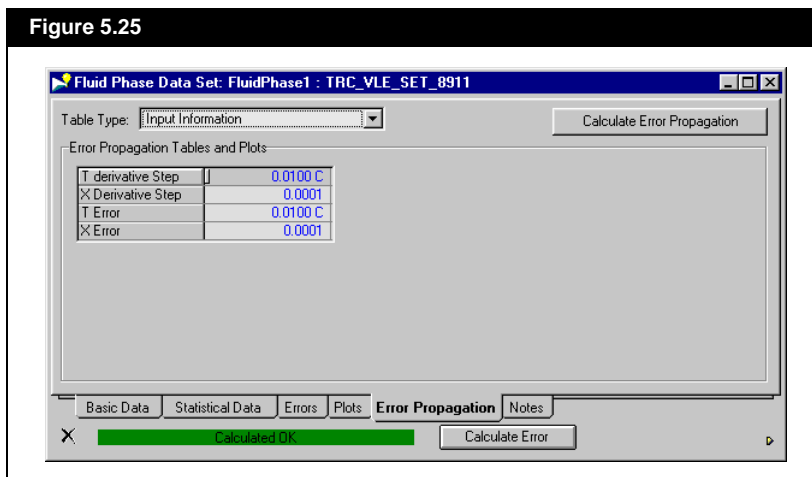 Figure 5.25
Fluid Phase Data Set: FluidPhase1 : TRC_VLE_SET_8911
Table Type: Input Information
Calculate Error Propagation
Error Propagation Tables and Plots
T derivative Step 0.0100 C
X Derivative Step 0.0001
T Error 0.0100 C
X Error 0.0001
Basic Data Statistical Data Errors Plots Error Propagation Notes
Calculated OK Calculate Error